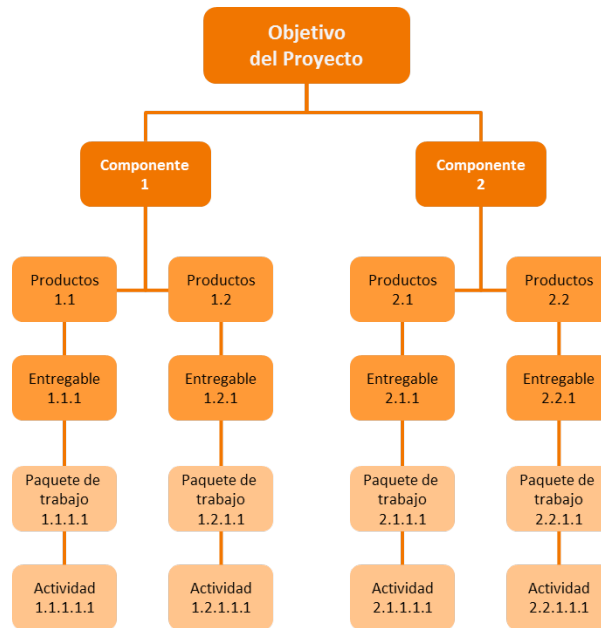 Objetivo
del Proyecto
Componente
1
Componente
2
Productos
1.1
Productos
1.2
Productos
2.1
Productos
2.2
Entregable
1.1.1
Entregable
1.2.1
Entregable
2.1.1
Entregable
2.2.1
Paquete de
trabajo
1.1.1.1
Paquete de
trabajo
1.2.1.1
Paquete de
trabajo
2.1.1.1
Paquete de
trabajo
2.2.1.1
Actividad
1.1.1.1.1
Actividad
1.2.1.1.1
Actividad
2.1.1.1.1
Actividad
2.2.1.1.1